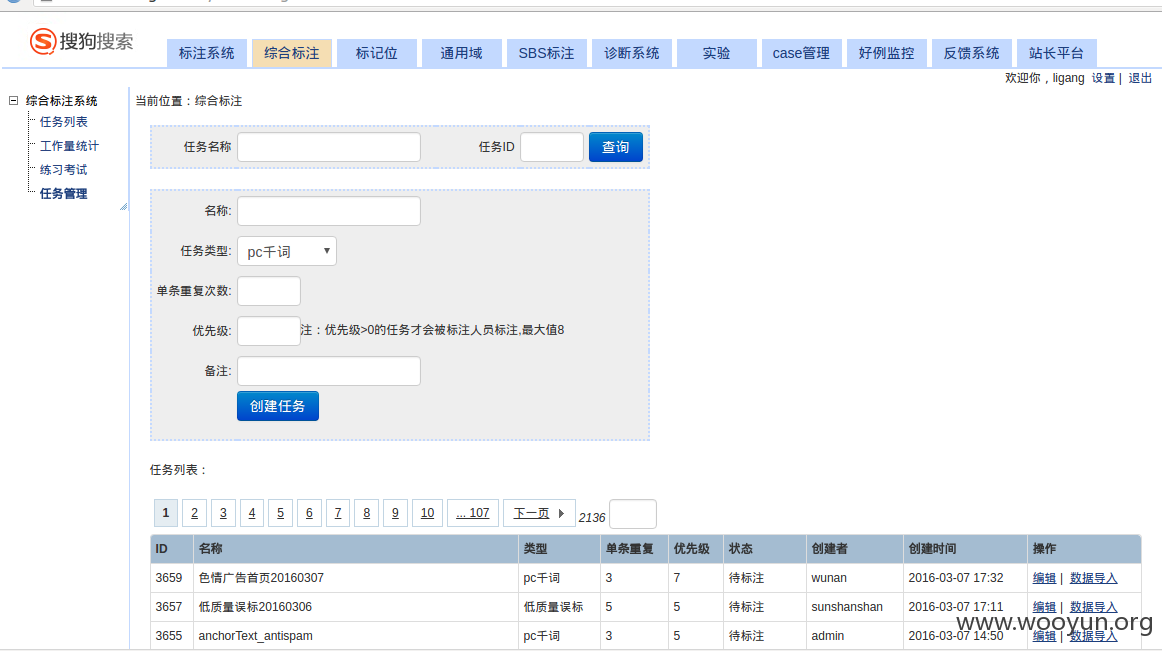 搜狗搜索
标注系统 综合标注 标记位 通用域 SBS标注 诊断系统 实验 case管理 好例监控 反馈系统 站长平台
欢迎你，ligang 设置 | 退出
综合标注系统
任务列表
工作量统计
练习考试
任务管理
当前位置：综合标注
任务名称 任务ID 查询
名称:
任务类型: pc千词
单条重复次数:
优先级: 注：优先级>0的任务才会被标注人员标注,最大值8
备注:
创建任务
任务列表：
1 2 3 4 5 6 7 8 9 10 ... 107 下一页 2136
ID 名称 类型 单条重复 优先级 状态 创建者 创建时间 操作
3659 色情广告首页20160307 pc千词 3 7 待标注 wunan 2016-03-07 17:32 编辑 | 数据导入
3657 低质量误标20160306 低质量误标 5 5 待标注 sunshanshan 2016-03-07 17:11 编辑 | 数据导入
3655 anchorText_antispam pc千词 3 5 待标注 admin 2016-03-07 14:50 编辑 | 数据导入
www.wooyun.org